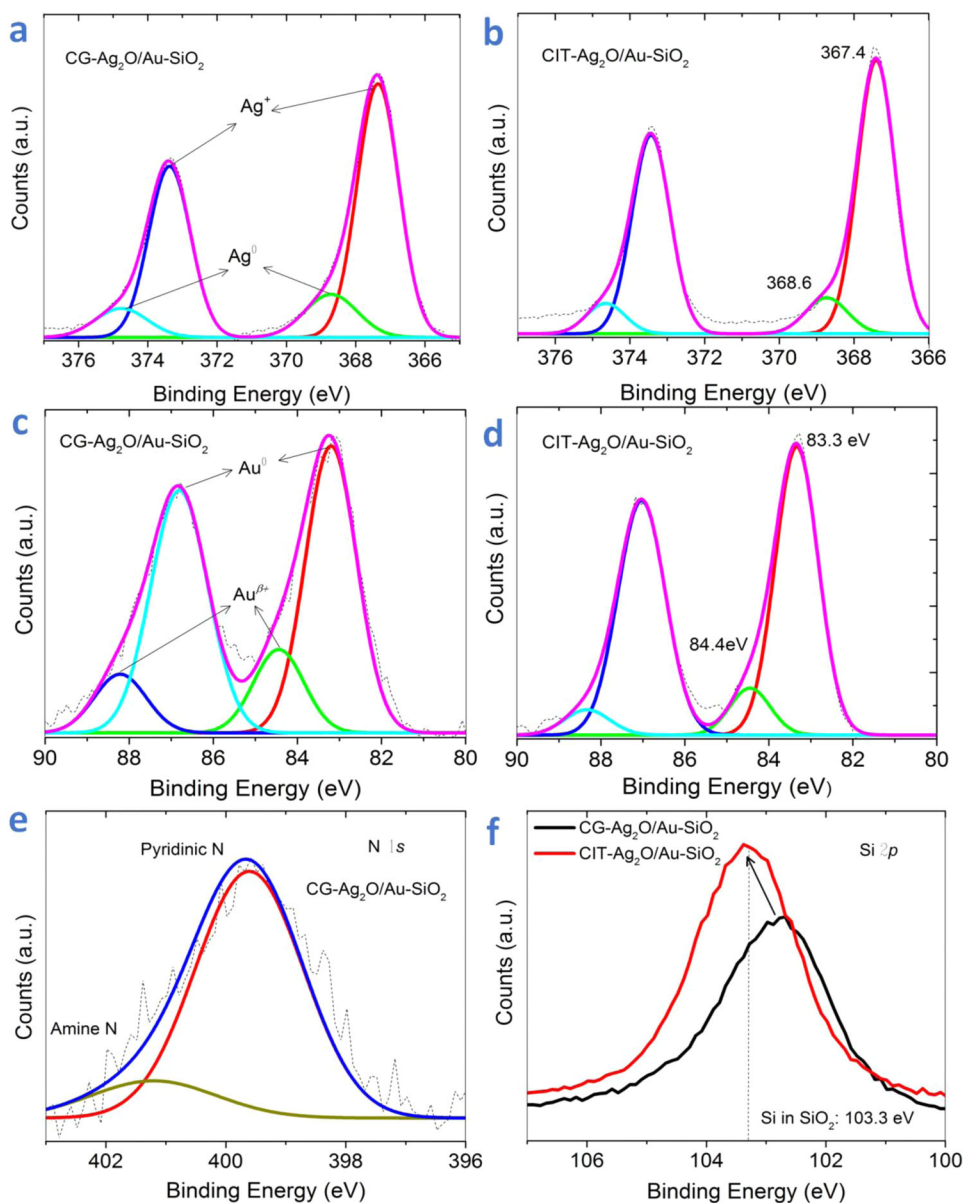 a
CG-Ag₂O/Au-SiO₂
Ag⁺
Ag⁰
Counts (a.u.)
376 374 372 370 368 366
Binding Energy (eV)
b
CIT-Ag₂O/Au-SiO₂
367.4
368.6
Counts (a.u.)
376 374 372 370 368 366
Binding Energy (eV)
c
CG-Ag₂O/Au-SiO₂
Au⁰
Auᵝ⁺
Counts (a.u.)
90 88 86 84 82 80
Binding Energy (eV)
d
CIT-Ag₂O/Au-SiO₂
83.3 eV
84.4eV
Counts (a.u.)
90 88 86 84 82 80
Binding Energy (eV)
e
Pyridinic N
N 1s
CG-Ag₂O/Au-SiO₂
Amine N
Counts (a.u.)
402 400 398 396
Binding Energy (eV)
f
CG-Ag₂O/Au-SiO₂
CIT-Ag₂O/Au-SiO₂
Si 2p
Si in SiO₂: 103.3 eV
Counts (a.u.)
106 104 102 100
Binding Energy (eV)